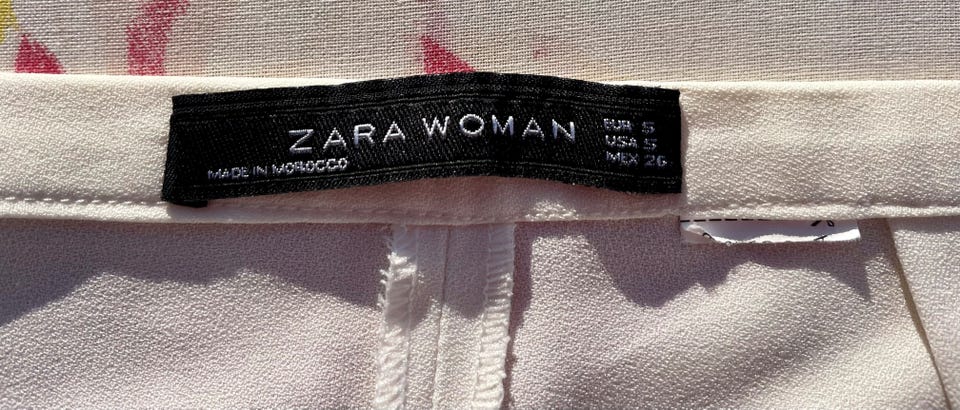 ZARA WOMAN
MADE IN MOROCCO
EUR S
USA S
MEX 26